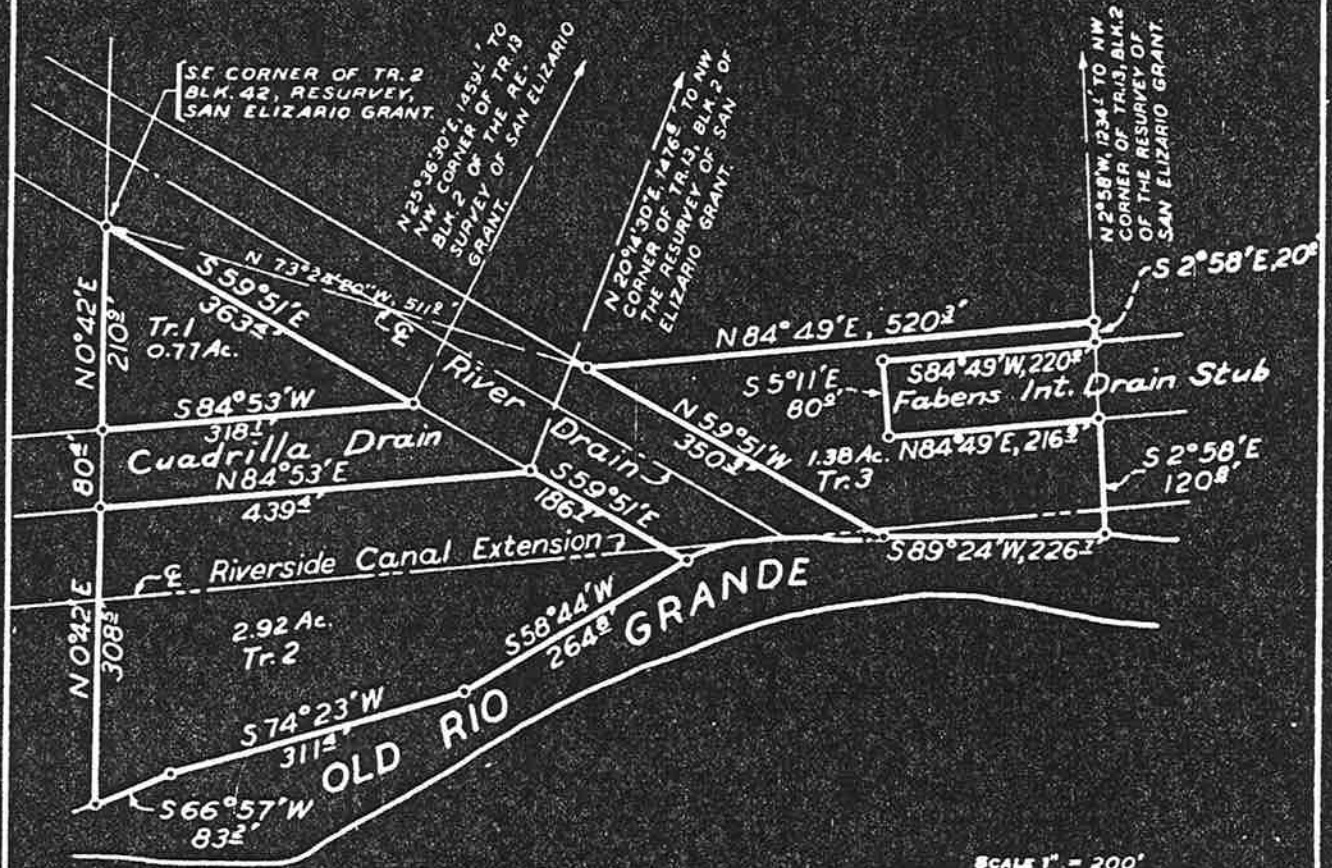 S.E. CORNER OF TR. 2
BLK. 42, RESURVEY,
SAN ELIZARIO GRANT.
N 25°36'30"E, 1459 1' TO
NW CORNER OF TR. 13
BLK. 2 OF THE RE-
SURVEY OF SAN ELIZARIO
GRANT.
N 20°14'30"E, 1476 8' TO NW
CORNER OF TR. 13, BLK. 2 OF
THE RESURVEY OF SAN
ELIZARIO GRANT.
N 2°58'W, 1234 1' TO NW
CORNER OF TR. 13, BLK. 2
OF THE RESURVEY OF
SAN ELIZARIO GRANT.
S 2°58'E, 20
N 73°24' W, 511
S 59°51'E
363 4'
N 0°42'E
210 9'
Tr. 1
0.77 Ac.
℄ River Drain
N 84°49'E, 520 3'
S 84°49'W, 220
S 5°11'E
80 0'
Fabens Int. Drain Stub
N 84°49'E, 216
S 2°58'E
120 8'
N 59°51'W
350
1.38 Ac.
Tr. 3
S 84°53'W
318 1'
Cuadrilla Drain
80 4'
N 84°53'E
439 4'
S 59°51'E
186 7'
℄ Riverside Canal Extension
S 89°24'W, 226 7'
N 0°42'E
308
2.92 Ac.
Tr. 2
S 58°44'W
264
S 74°23'W
311 4'
S 66°57'W
83 2'
OLD RIO GRANDE
SCALE 1" = 200'